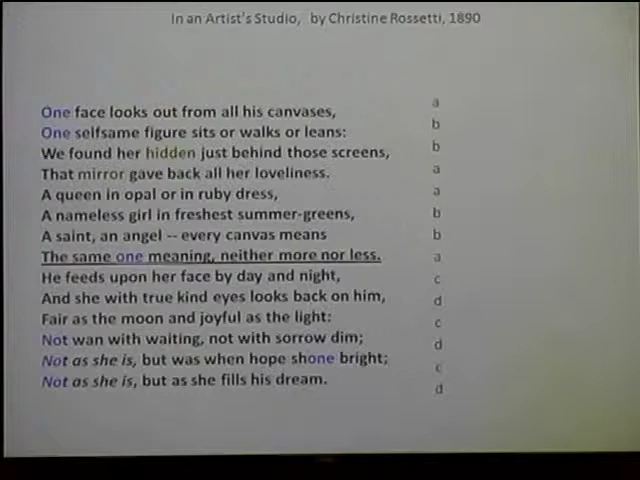 In an Artist's Studio, by Christine Rossetti, 1890
One face looks out from all his canvases, a
One selfsame figure sits or walks or leans: b
We found her hidden just behind those screens, b
That mirror gave back all her loveliness. a
A queen in opal or in ruby dress, a
A nameless girl in freshest summer-greens, b
A saint, an angel -- every canvas means b
The same one meaning, neither more nor less. a
He feeds upon her face by day and night, c
And she with true kind eyes looks back on him, d
Fair as the moon and joyful as the light: c
Not wan with waiting, not with sorrow dim; d
Not as she is, but was when hope shone bright; c
Not as she is, but as she fills his dream. d